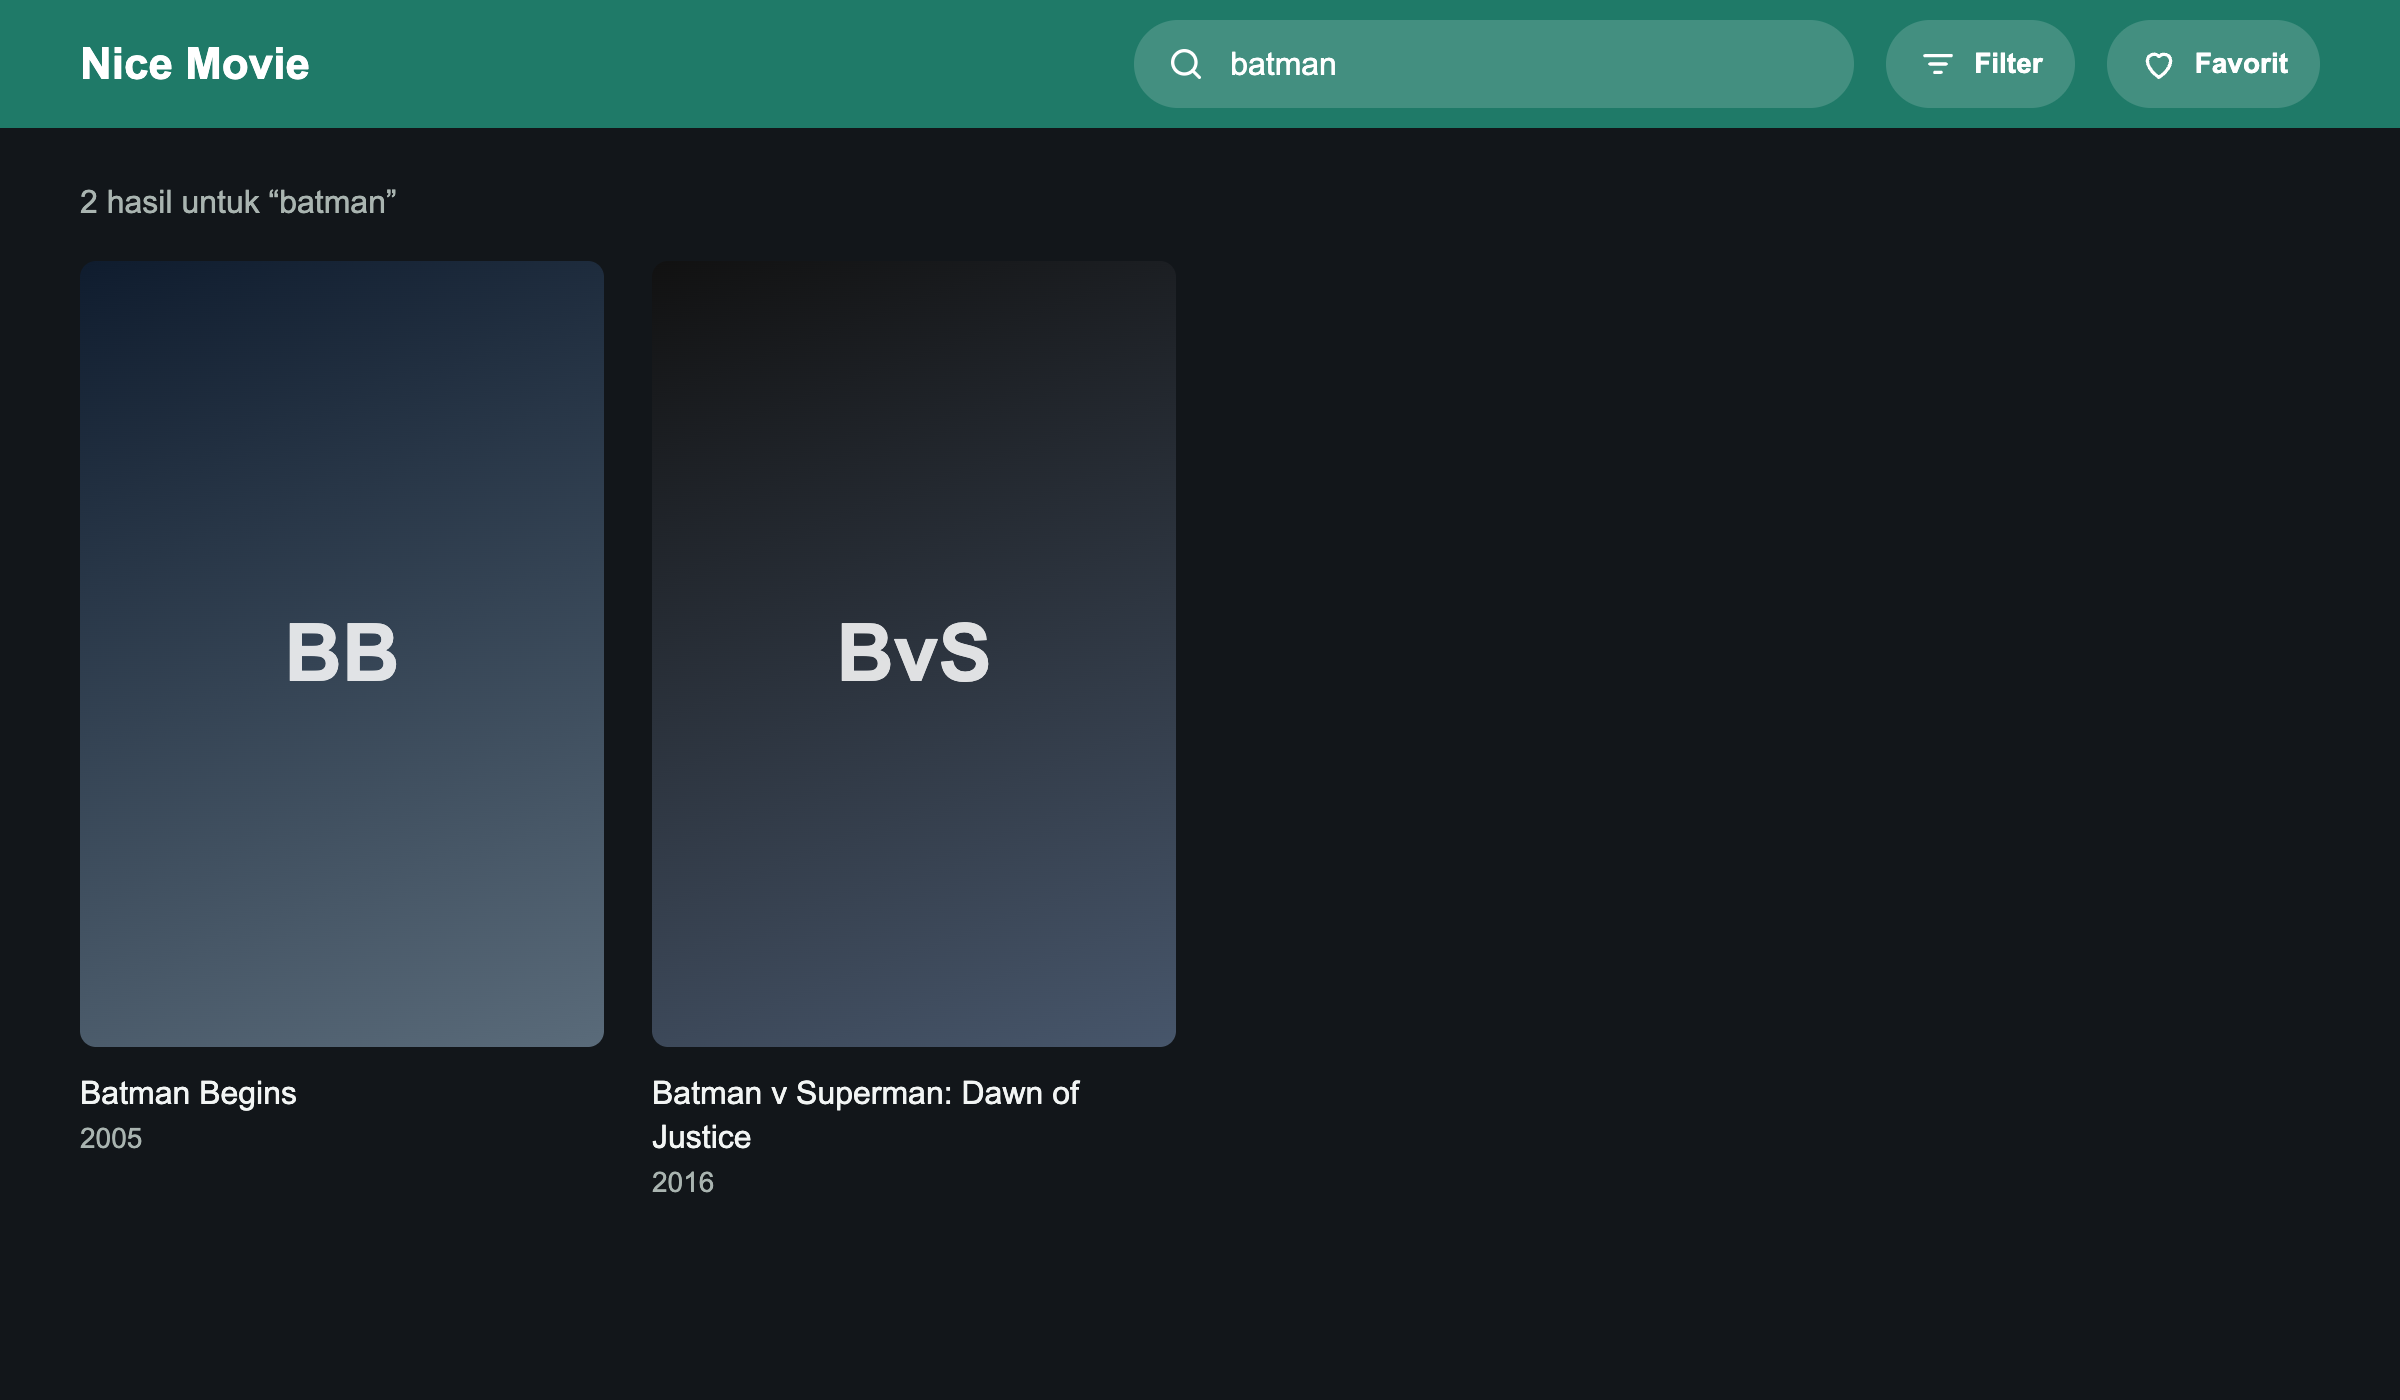 Nice Movie
batman
Filter
Favorit
2 hasil untuk “batman”
BB
BvS
Batman Begins
2005
Batman v Superman: Dawn of
Justice
2016